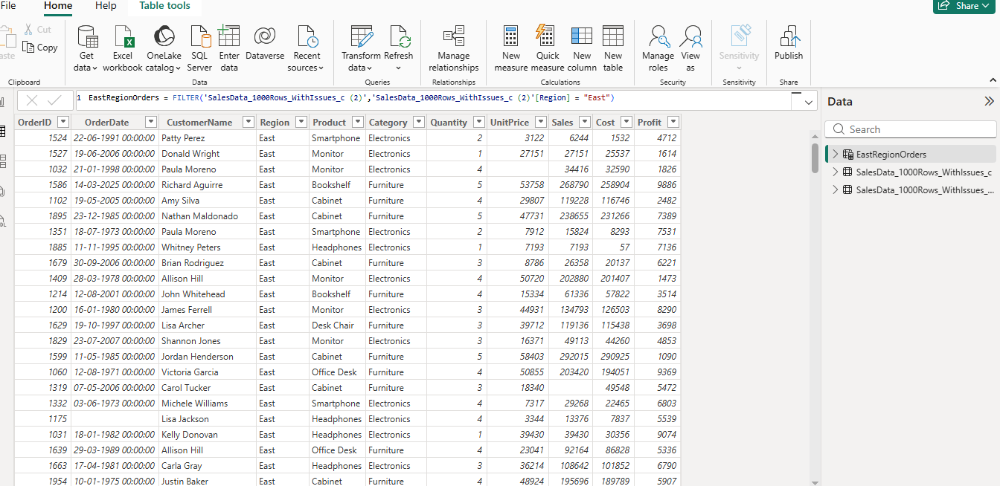 File Home Help Table tools Share
Cut
Copy
Get data
Excel workbook
OneLake catalog
SQL Server
Enter data
Dataverse
Recent sources
Transform data
Refresh
Manage relationships
New measure
Quick measure
New column
New table
Manage roles
View as
Sensitivity
Publish
Clipboard Data Queries Relationships Calculations Security Sensitivity Share
1 EastRegionOrders = FILTER('SalesData_1000Rows_WithIssues_c (2)','SalesData_1000Rows_WithIssues_c (2)'[Region] = "East")
OrderID OrderDate CustomerName Region Product Category Quantity UnitPrice Sales Cost Profit
1524 22-06-1991 00:00:00 Patty Perez East Smartphone Electronics 2 3122 6244 1532 4712
1527 19-06-2006 00:00:00 Donald Wright East Monitor Electronics 1 27151 27151 25537 1614
1032 21-01-1998 00:00:00 Paula Moreno East Monitor Electronics 4 34416 32590 1826
1586 14-03-2025 00:00:00 Richard Aguirre East Bookshelf Furniture 5 53758 268790 258904 9886
1102 19-05-2005 00:00:00 Amy Silva East Cabinet Furniture 4 29807 119228 116746 2482
1895 23-12-1985 00:00:00 Nathan Maldonado East Cabinet Furniture 5 47731 238655 231266 7389
1351 18-07-1973 00:00:00 Paula Moreno East Smartphone Electronics 2 7912 15824 8293 7531
1885 11-11-1995 00:00:00 Whitney Peters East Headphones Electronics 1 7193 7193 57 7136
1679 30-09-2006 00:00:00 Brian Rodriguez East Cabinet Furniture 3 8786 26358 20137 6221
1409 28-03-1978 00:00:00 Allison Hill East Monitor Electronics 4 50720 202880 201407 1473
1214 12-08-2001 00:00:00 John Whitehead East Bookshelf Furniture 4 15334 61336 57822 3514
1200 16-01-1980 00:00:00 James Ferrell East Monitor Electronics 3 44931 134793 126503 8290
1629 19-10-1997 00:00:00 Lisa Archer East Desk Chair Furniture 3 39712 119136 115438 3698
1829 23-07-2007 00:00:00 Shannon Jones East Monitor Electronics 3 16371 49113 44260 4853
1599 11-05-1985 00:00:00 Jordan Henderson East Cabinet Furniture 5 58403 292015 290925 1090
1060 12-08-1971 00:00:00 Victoria Garcia East Office Desk Furniture 4 50855 203420 194051 9369
1319 07-05-2006 00:00:00 Carol Tucker East Cabinet Furniture 3 18340 49548 5472
1332 03-06-1973 00:00:00 Michele Williams East Smartphone Electronics 4 7317 29268 22465 6803
1175 Lisa Jackson East Headphones Electronics 4 3344 13376 7837 5539
1031 18-01-1982 00:00:00 Kelly Donovan East Headphones Electronics 1 39430 39430 30356 9074
1639 29-03-1989 00:00:00 Allison Hill East Office Desk Furniture 4 23041 92164 86828 5336
1663 17-04-1981 00:00:00 Carla Gray East Headphones Electronics 3 36214 108642 101852 6790
1954 10-01-1975 00:00:00 Justin Baker East Cabinet Furniture 4 48924 195696 189789 5907
Data
Search
EastRegionOrders
SalesData_1000Rows_WithIssues_c
SalesData_1000Rows_WithIssues_...